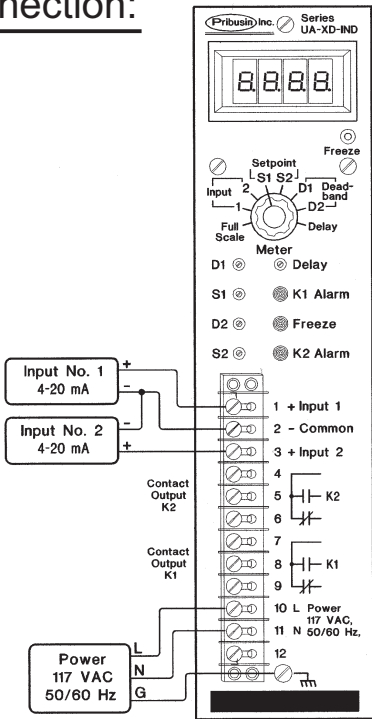 nection:
Pribusin Inc. Series
UA-XD-IND
8.8.8.8
Freeze
Setpoint
S1 S2
Input 2 D1 Dead-
band
1 D2
Full
Scale
Delay
Meter
D1 Delay
S1 K1 Alarm
D2 Freeze
S2 K2 Alarm
Input No. 1
4-20 mA
+
-
Input No. 2
4-20 mA
-
+
1 + Input 1
2 - Common
3 + Input 2
Contact
Output
K2
4
5 K2
6
Contact
Output
K1
7
8 K1
9
10 L Power
117 VAC,
11 N 50/60 Hz,
12
Power
117 VAC
50/60 Hz
L
N
G